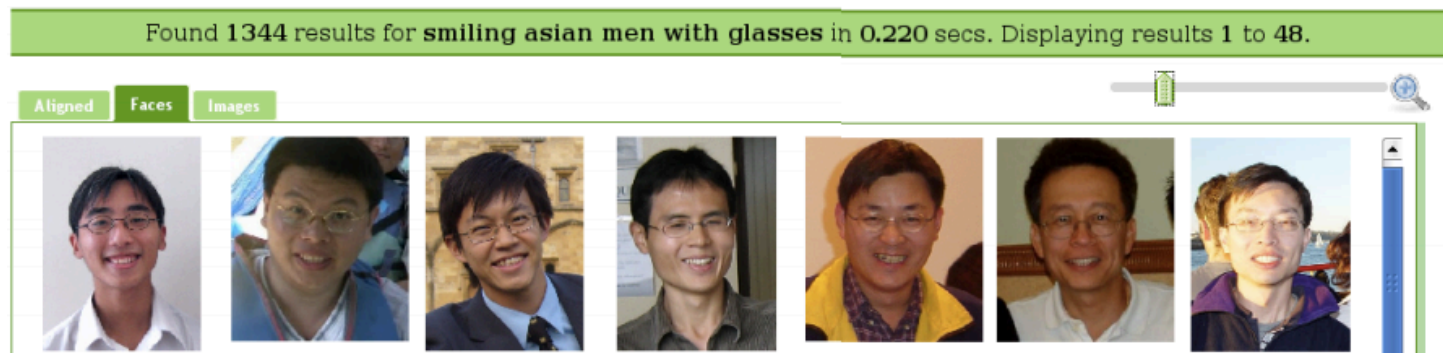 Found 1344 results for smiling asian men with glasses in 0.220 secs. Displaying results 1 to 48.
Aligned Faces Images